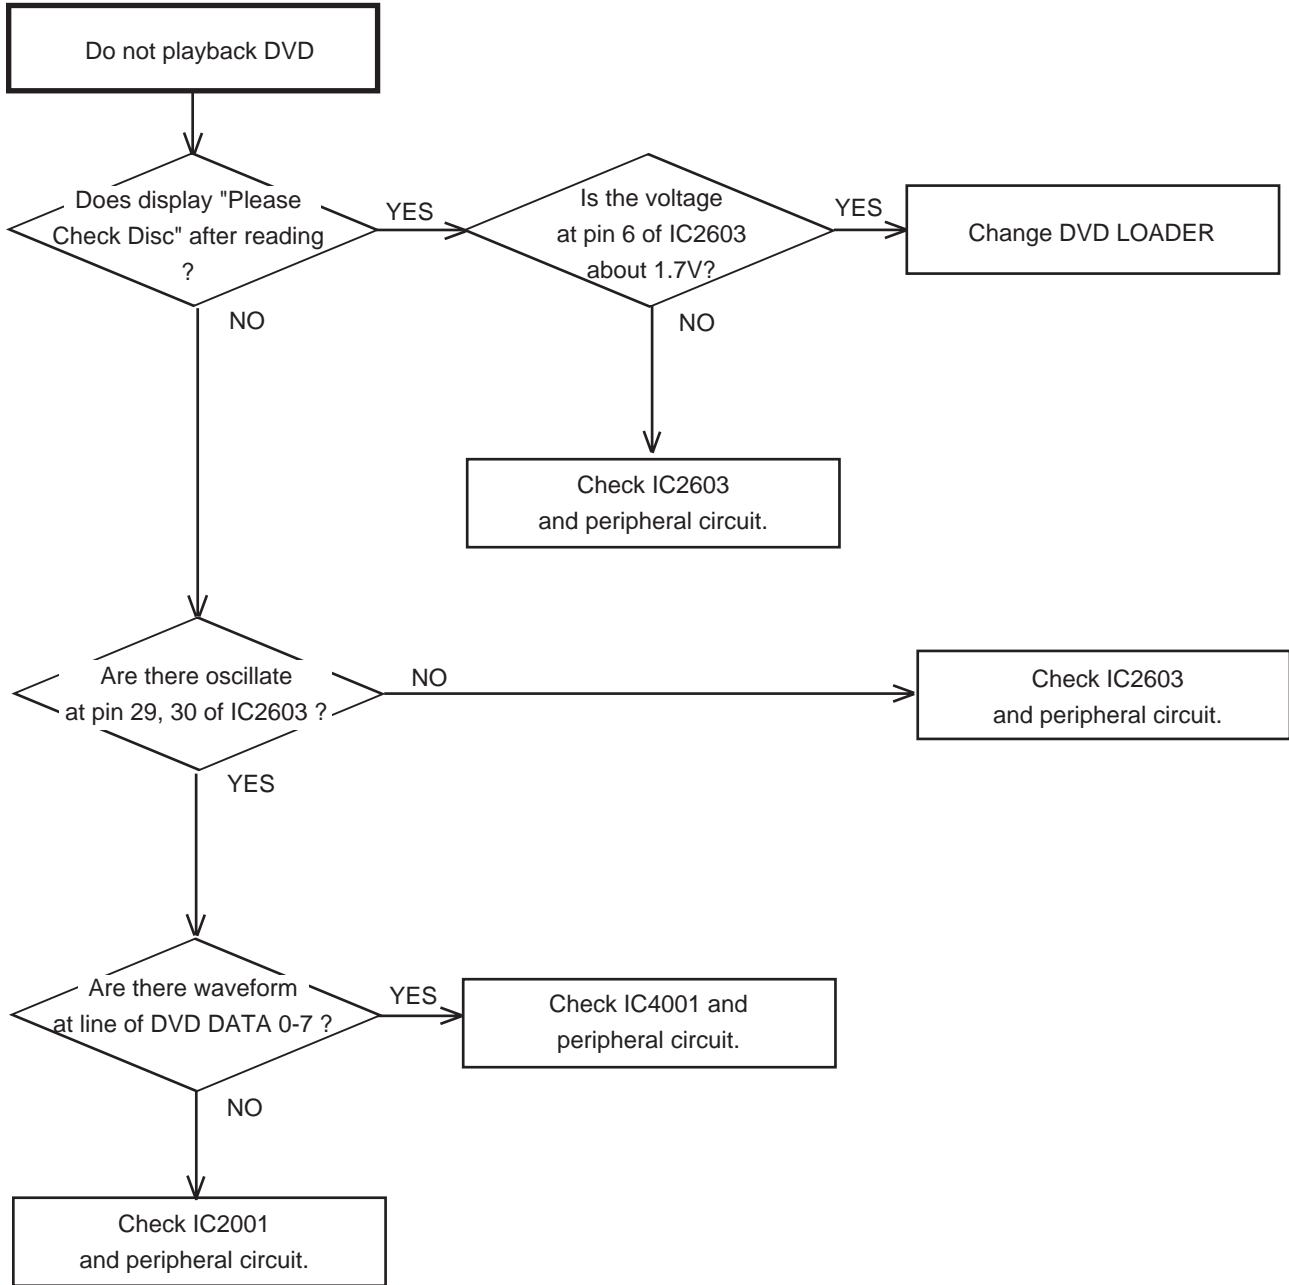 Do not playback DVD
Does display "Please
Check Disc" after reading
?
YES
Is the voltage
at pin 6 of IC2603
about 1.7V?
YES
Change DVD LOADER
NO
NO
Check IC2603
and peripheral circuit.
Are there oscillate
at pin 29, 30 of IC2603 ?
NO
Check IC2603
and peripheral circuit.
YES
Are there waveform
at line of DVD DATA 0-7 ?
YES
Check IC4001 and
peripheral circuit.
NO
Check IC2001
and peripheral circuit.